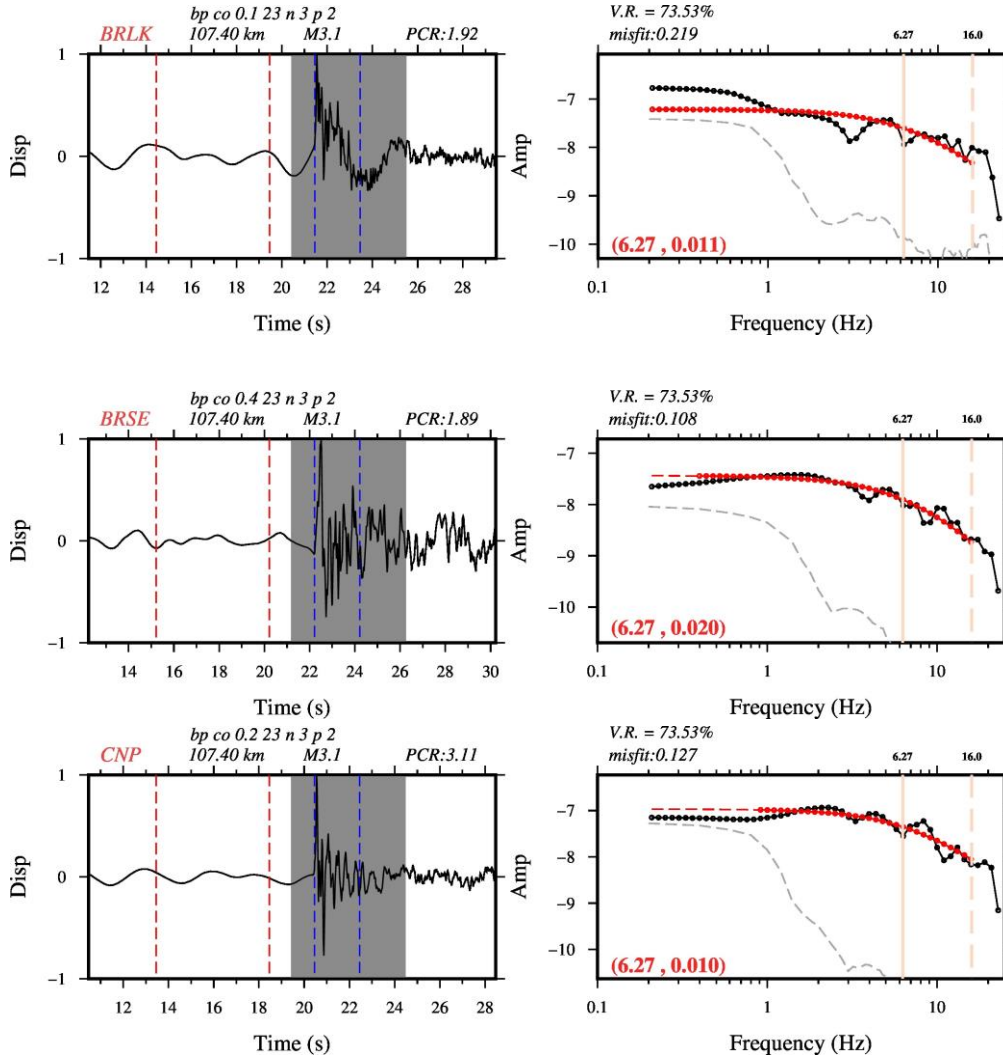 bp co 0.1 23 n 3 p 2
BRLK 107.40 km M3.1 PCR:1.92
1
0
−1
Disp
12 14 16 18 20 22 24 26 28
Time (s)
V.R. = 73.53%
misfit:0.219 6.27 16.0
−7
−8
−9
−10
Amp
(6.27 , 0.011)
0.1 1 10
Frequency (Hz)
bp co 0.4 23 n 3 p 2
BRSE 107.40 km M3.1 PCR:1.89
1
0
−1
Disp
14 16 18 20 22 24 26 28 30
Time (s)
V.R. = 73.53%
misfit:0.108 6.27 16.0
−7
−8
−9
−10
Amp
(6.27 , 0.020)
0.1 1 10
Frequency (Hz)
bp co 0.2 23 n 3 p 2
CNP 107.40 km M3.1 PCR:3.11
1
0
−1
Disp
12 14 16 18 20 22 24 26 28
Time (s)
V.R. = 73.53%
misfit:0.127 6.27 16.0
−7
−8
−9
−10
Amp
(6.27 , 0.010)
0.1 1 10
Frequency (Hz)